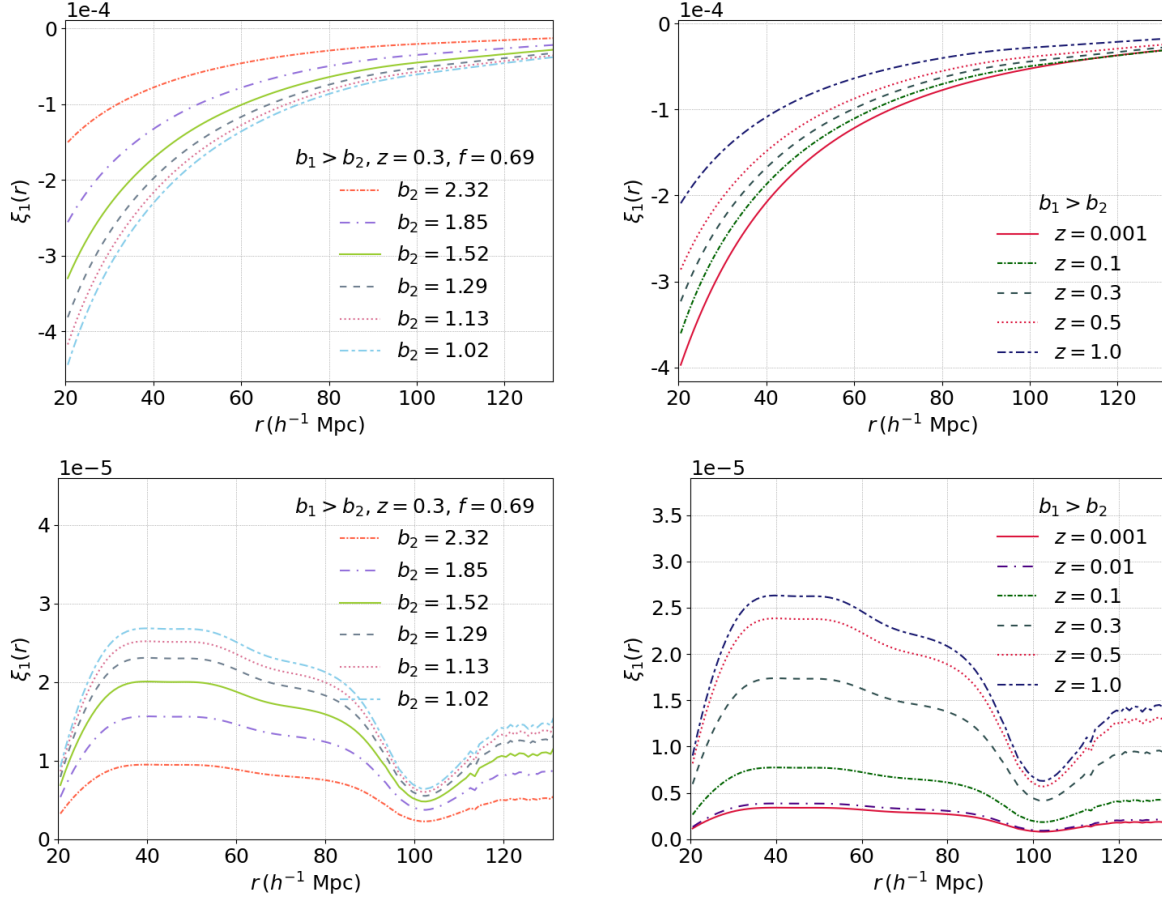 1e-4
0
-1
-2
-3
-4
ξ₁(r)
20 40 60 80 100 120
r (h⁻¹ Mpc)
b₁ > b₂, z = 0.3, f = 0.69
b₂ = 2.32
b₂ = 1.85
b₂ = 1.52
b₂ = 1.29
b₂ = 1.13
b₂ = 1.02
1e-4
0
-1
-2
-3
-4
ξ₁(r)
20 40 60 80 100 120
r (h⁻¹ Mpc)
b₁ > b₂
z = 0.001
z = 0.1
z = 0.3
z = 0.5
z = 1.0
1e-5
4
3
2
1
0
ξ₁(r)
20 40 60 80 100 120
r (h⁻¹ Mpc)
b₁ > b₂, z = 0.3, f = 0.69
b₂ = 2.32
b₂ = 1.85
b₂ = 1.52
b₂ = 1.29
b₂ = 1.13
b₂ = 1.02
1e-5
3.5
3.0
2.5
2.0
1.5
1.0
0.5
0.0
ξ₁(r)
20 40 60 80 100 120
r (h⁻¹ Mpc)
b₁ > b₂
z = 0.001
z = 0.01
z = 0.1
z = 0.3
z = 0.5
z = 1.0